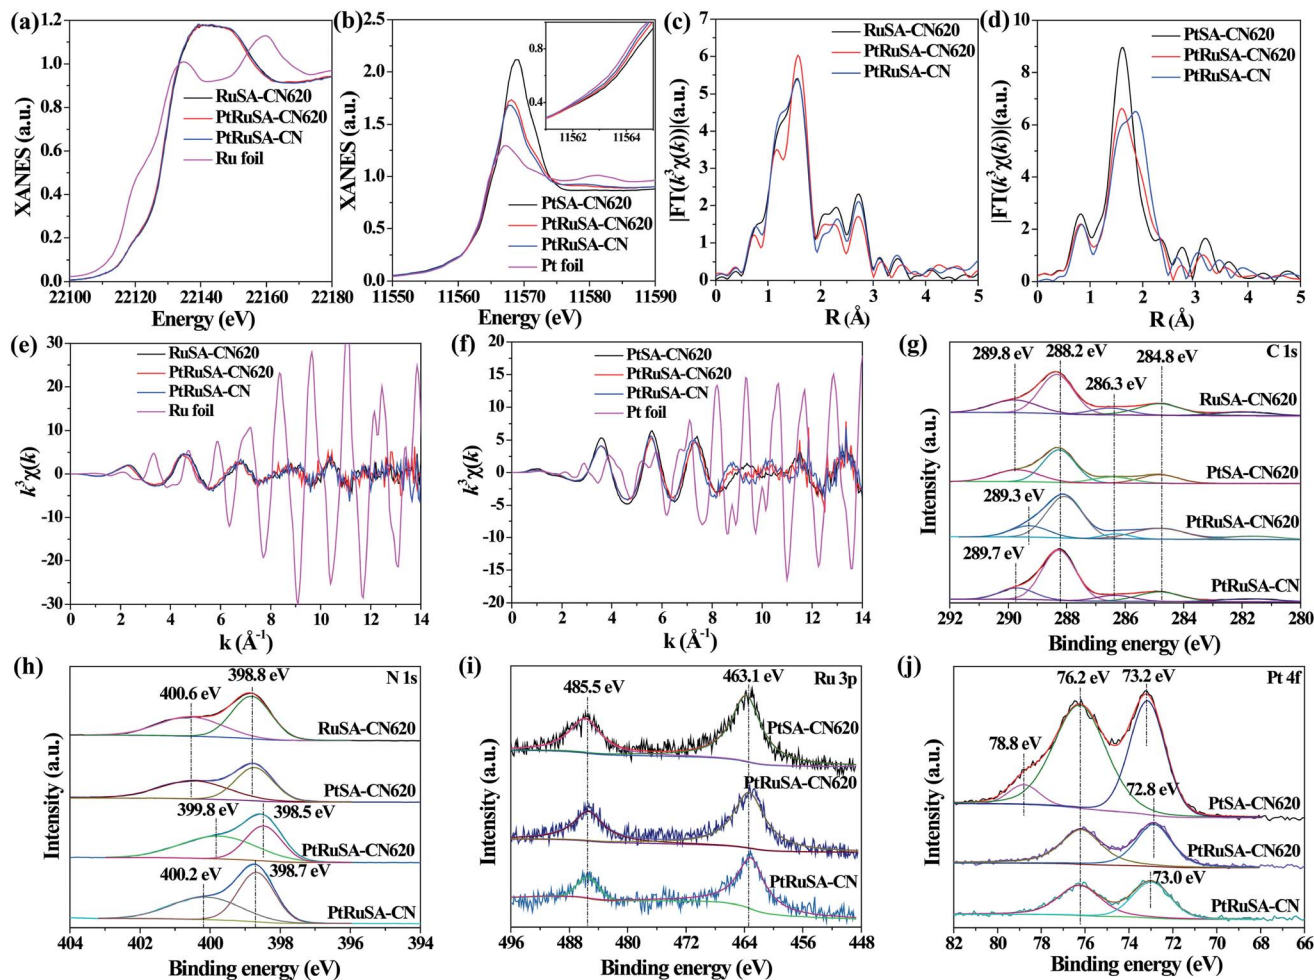 (a)
1.2
1.0
0.8
0.6
0.4
0.2
0.0
XANES (a.u.)
RuSA-CN620
PtRuSA-CN620
PtRuSA-CN
Ru foil
22100 22120 22140 22160 22180
Energy (eV)
(b)
2.5
2.0
1.5
1.0
0.5
0.0
XANES (a.u.)
0.8
0.4
11562 11564
PtSA-CN620
PtRuSA-CN620
PtRuSA-CN
Pt foil
11550 11560 11570 11580 11590
Energy (eV)
(c)
7
6
5
4
3
2
1
0
|FT(k³χ(k))|(a.u.)
RuSA-CN620
PtRuSA-CN620
PtRuSA-CN
0 1 2 3 4 5
R (Å)
(d)
10
8
6
4
2
0
|FT(k³χ(k))|(a.u.)
PtSA-CN620
PtRuSA-CN620
PtRuSA-CN
0 1 2 3 4 5
R (Å)
(e)
30
20
10
0
-10
-20
-30
k³χ(k)
RuSA-CN620
PtRuSA-CN620
PtRuSA-CN
Ru foil
0 2 4 6 8 10 12 14
k (Å⁻¹)
(f)
20
15
10
5
0
-5
-10
-15
-20
k³χ(k)
PtSA-CN620
PtRuSA-CN620
PtRuSA-CN
Pt foil
0 2 4 6 8 10 12 14
k (Å⁻¹)
(g)
289.8 eV 288.2 eV 284.8 eV
C 1s
286.3 eV
RuSA-CN620
PtSA-CN620
289.3 eV
PtRuSA-CN620
289.7 eV
PtRuSA-CN
Intensity (a.u.)
292 290 288 286 284 282 280
Binding energy (eV)
(h)
N 1s
398.8 eV
400.6 eV
RuSA-CN620
PtSA-CN620
399.8 eV 398.5 eV
PtRuSA-CN620
400.2 eV 398.7 eV
PtRuSA-CN
Intensity (a.u.)
404 402 400 398 396 394
Binding energy (eV)
(i)
Ru 3p
485.5 eV 463.1 eV
PtSA-CN620
PtRuSA-CN620
PtRuSA-CN
Intensity (a.u.)
496 488 480 472 464 456 448
Binding energy (eV)
(j)
76.2 eV 73.2 eV
Pt 4f
78.8 eV
72.8 eV
PtSA-CN620
PtRuSA-CN620
73.0 eV
PtRuSA-CN
Intensity (a.u.)
82 80 78 76 74 72 70 68 66
Binding energy (eV)